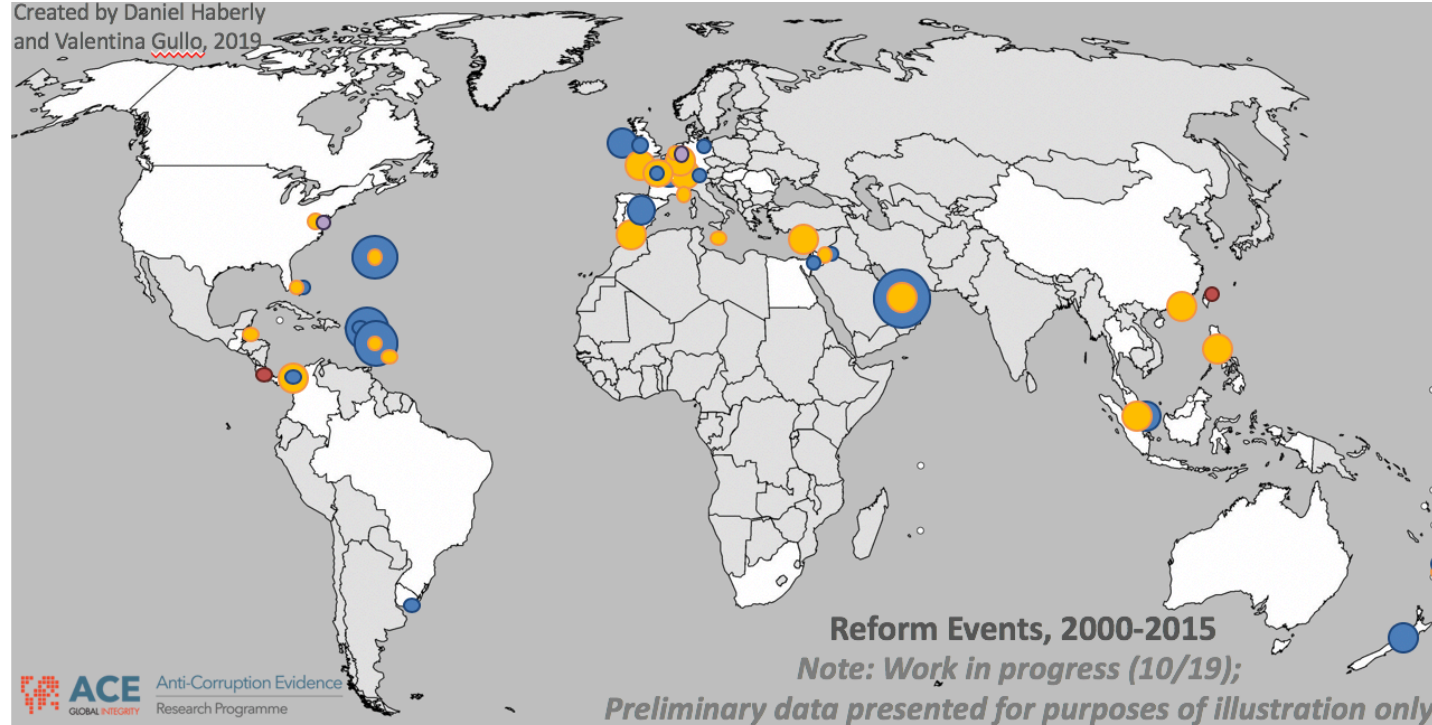 Created by Daniel Haberly
and Valentina Gullo, 2019
Reform Events, 2000-2015
Note: Work in progress (10/19);
Preliminary data presented for purposes of illustration only
ACE
GLOBAL INTEGRITY
Anti-Corruption Evidence
Research Programme